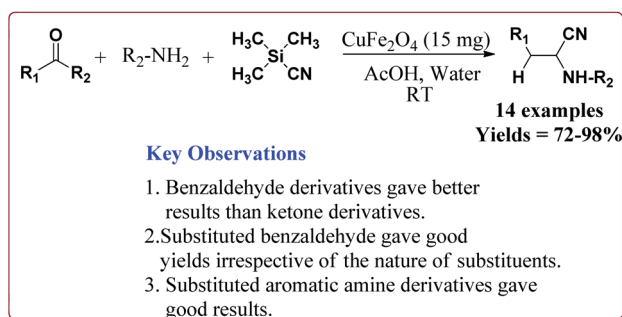 O
R1 R2
+ R2-NH2 +
H3C CH3
Si
H3C CN
CuFe2O4 (15 mg)
AcOH, Water
RT
R1 CN
H NH-R2
14 examples
Yields = 72-98%
Key Observations
1. Benzaldehyde derivatives gave better
results than ketone derivatives.
2.Substituted benzaldehyde gave good
yields irrespective of the nature of substituents.
3. Substituted aromatic amine derivatives gave
good results.